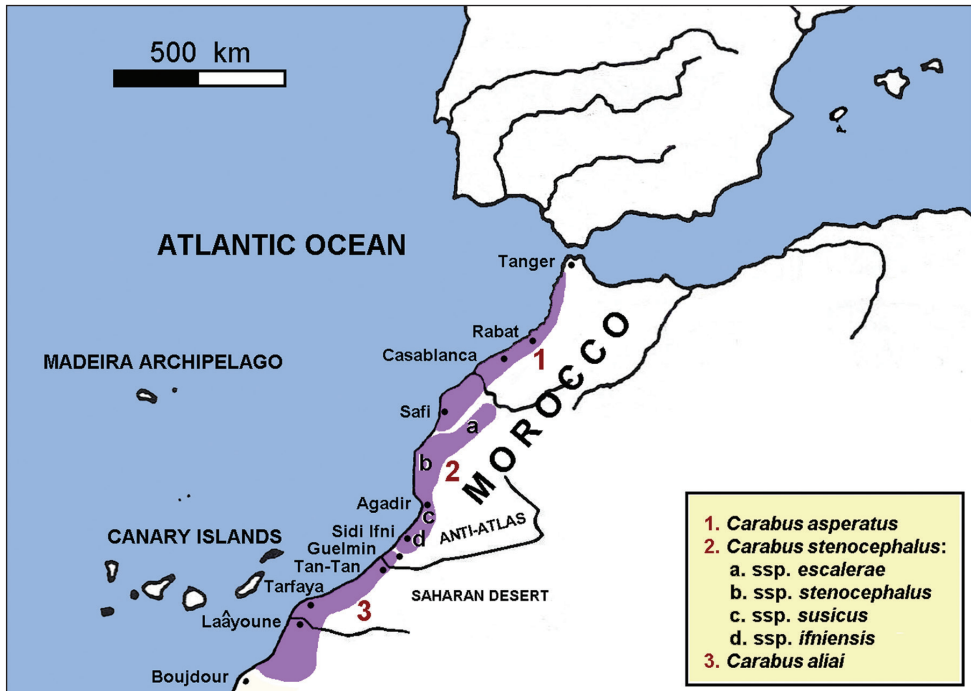 500 km
ATLANTIC OCEAN
Tanger
Rabat
Casablanca
1
MOROCCO
MADEIRA ARCHIPELAGO
Safi
a
b
2
Agadir
c
Sidi Ifni
d
ANTI-ATLAS
CANARY ISLANDS
Guelmin
Tan-Tan
Tarfaya
SAHARAN DESERT
3
Laâyoune
Boujdour
1. Carabus asperatus
2. Carabus stenocephalus:
a. ssp. escalerae
b. ssp. stenocephalus
c. ssp. susicus
d. ssp. ifniensis
3. Carabus aliai